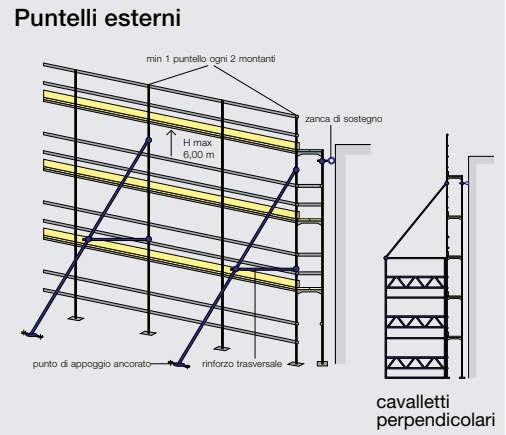 Puntelli esterni
min 1 puntello ogni 2 montanti
zanca di sostegno
H max
6,00 m
punto di appoggio ancorato
rinforzo trasversale
cavalletti
perpendicolari